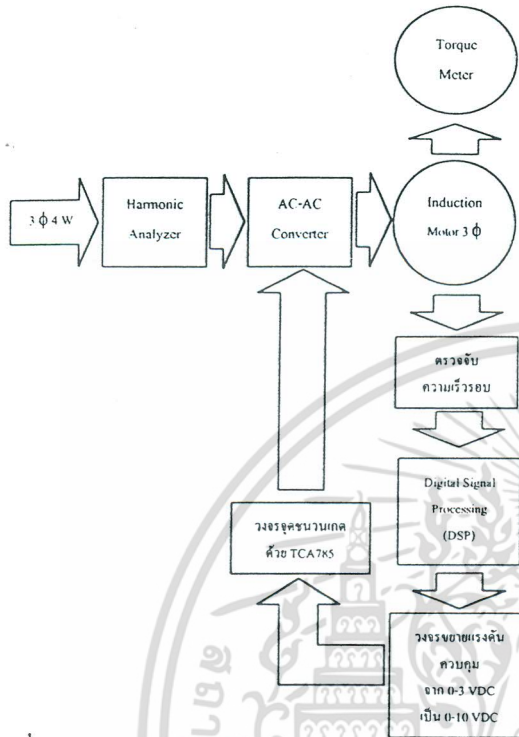 Torque
Meter
3 ϕ 4 W
Harmonic
Analyzer
AC-AC
Converter
Induction
Motor 3 ϕ
ตรวจจับ
ความเร็วรอบ
Digital Signal
Processing
(DSP)
วงจรจุดชนวนเกต
ด้วย TCA785
วงจรขยายแรงดัน
ควบคุม
จาก 0-3 VDC
เป็น 0-10 VDC